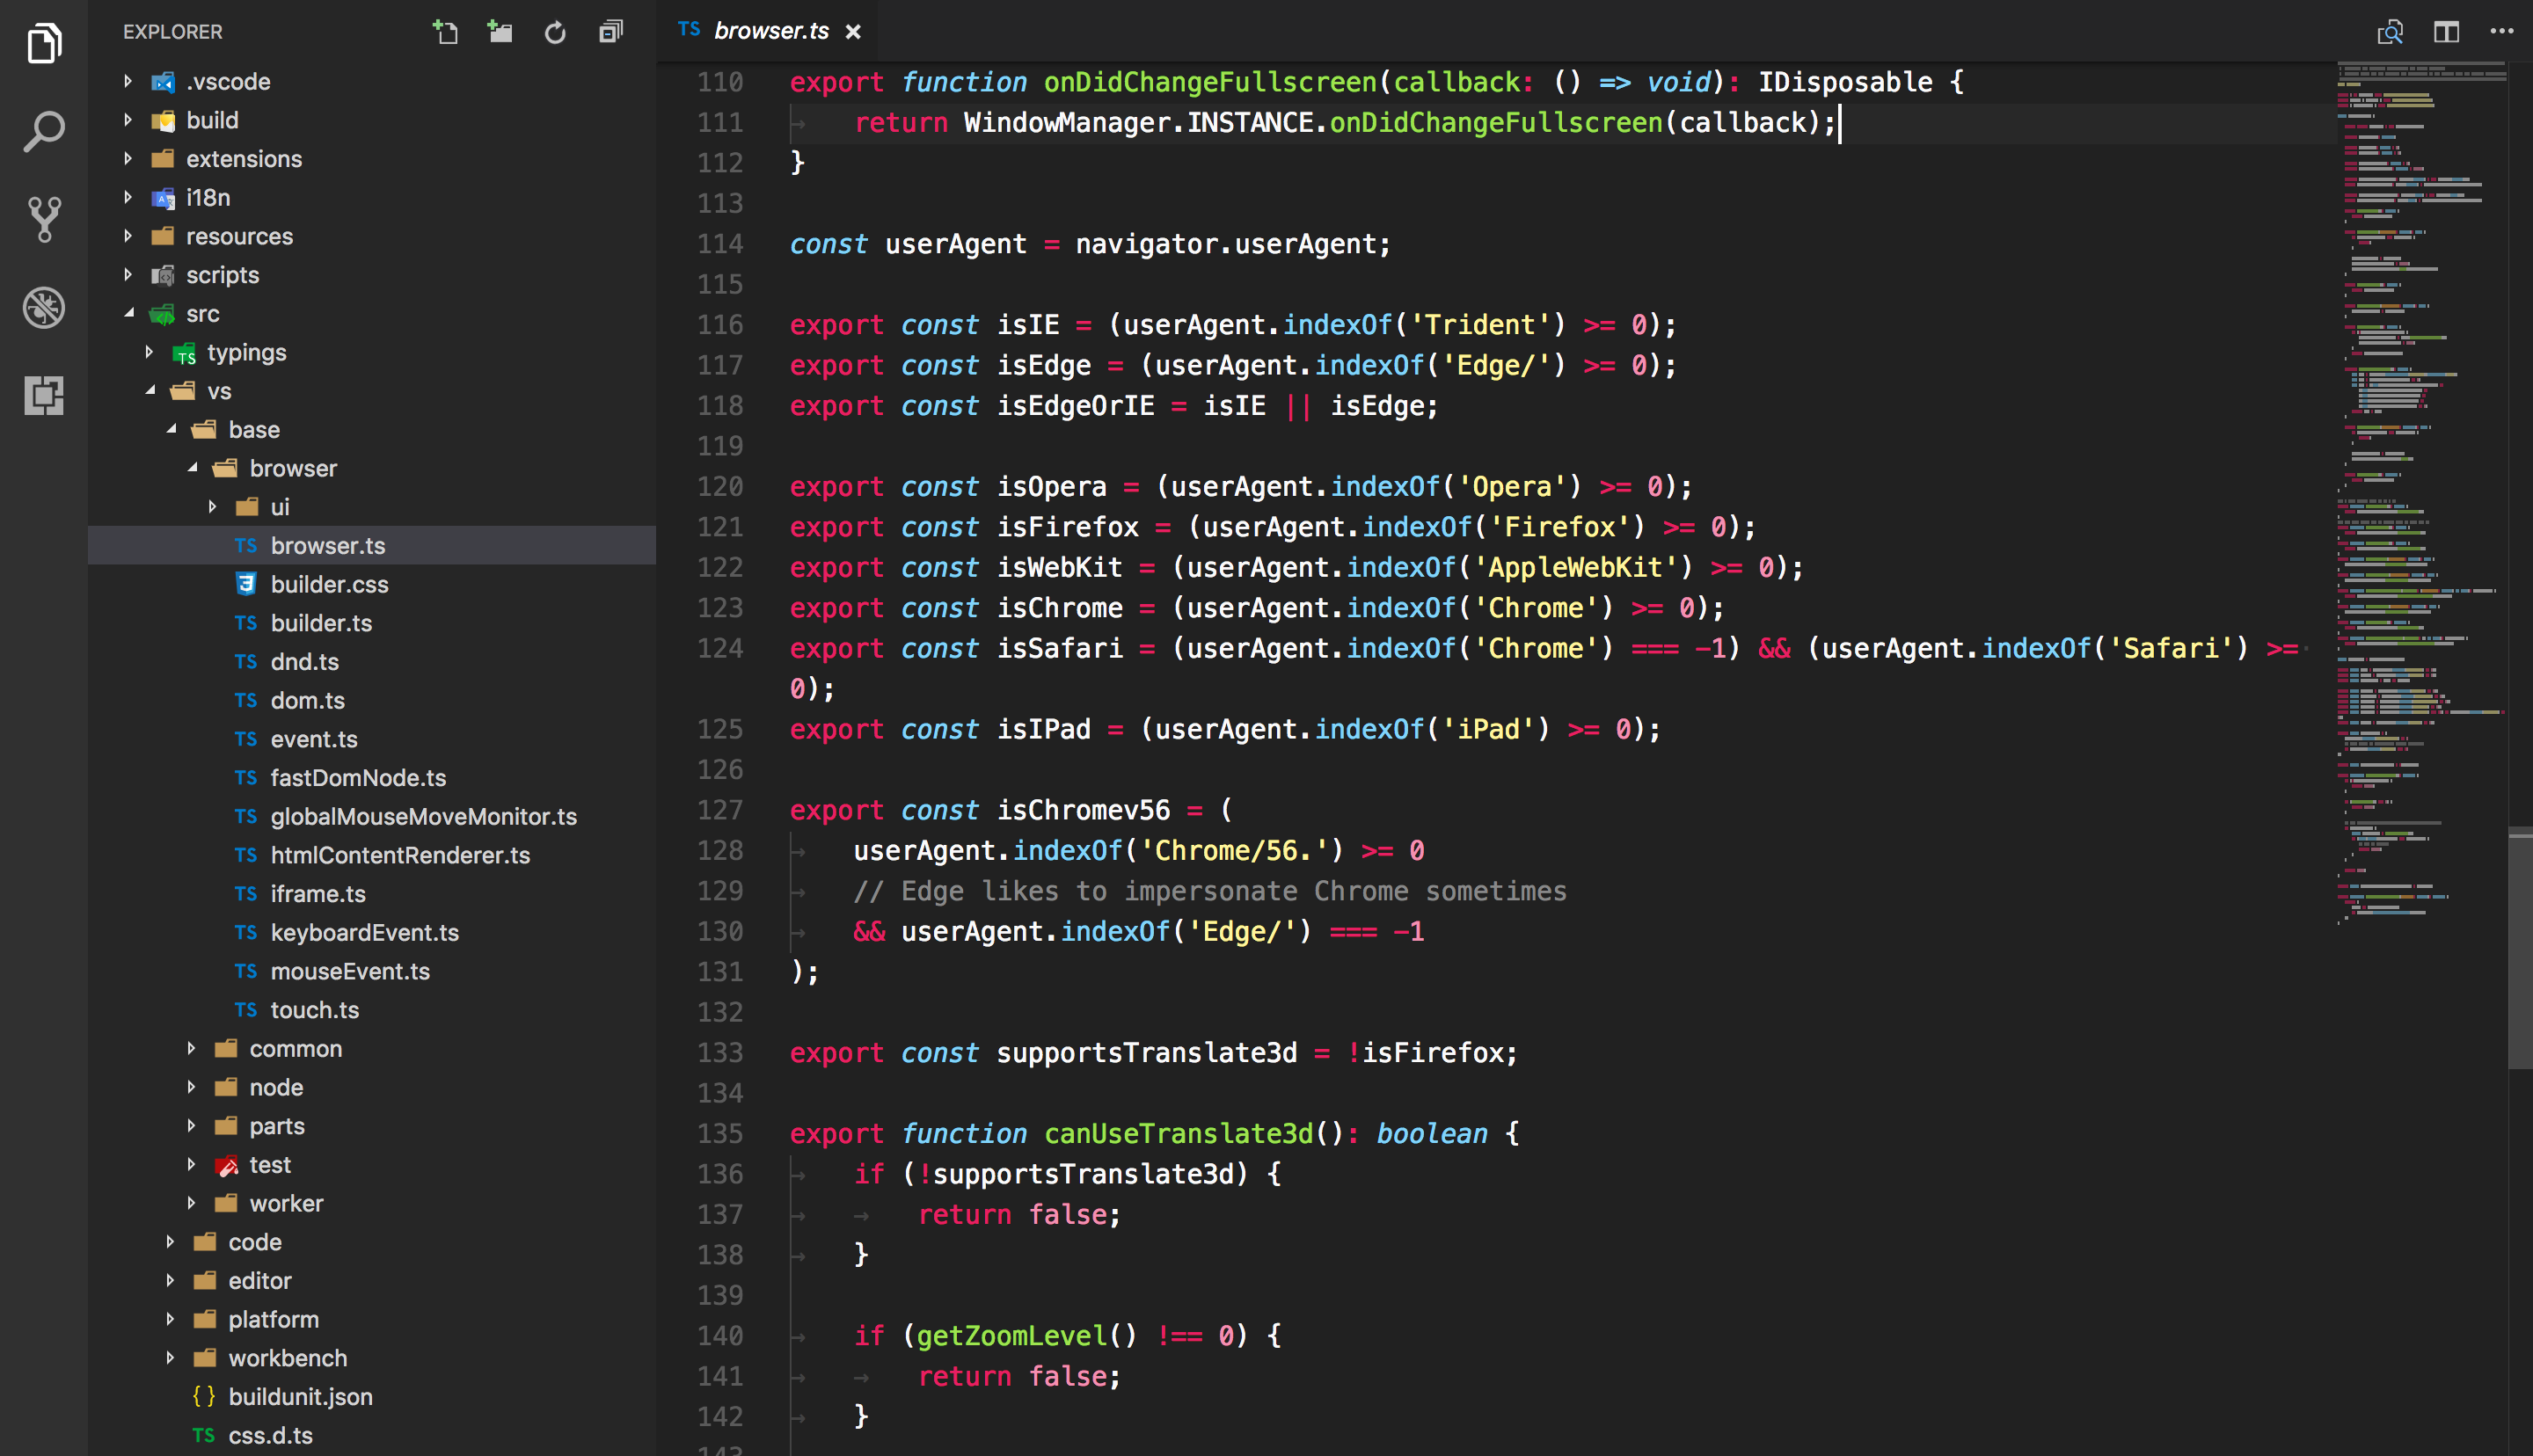 EXPLORER
.vscode
build
extensions
i18n
resources
scripts
src
typings
vs
base
browser
ui
TS browser.ts
builder.css
TS builder.ts
TS dnd.ts
TS dom.ts
TS event.ts
TS fastDomNode.ts
TS globalMouseMoveMonitor.ts
TS htmlContentRenderer.ts
TS iframe.ts
TS keyboardEvent.ts
TS mouseEvent.ts
TS touch.ts
common
node
parts
test
worker
code
editor
platform
workbench
{ } buildunit.json
TS css.d.ts
TS browser.ts
110 export function onDidChangeFullscreen(callback: () => void): IDisposable {
111 return WindowManager.INSTANCE.onDidChangeFullscreen(callback);
112 }
113
114 const userAgent = navigator.userAgent;
115
116 export const isIE = (userAgent.indexOf('Trident') >= 0);
117 export const isEdge = (userAgent.indexOf('Edge/') >= 0);
118 export const isEdgeOrIE = isIE || isEdge;
119
120 export const isOpera = (userAgent.indexOf('Opera') >= 0);
121 export const isFirefox = (userAgent.indexOf('Firefox') >= 0);
122 export const isWebKit = (userAgent.indexOf('AppleWebKit') >= 0);
123 export const isChrome = (userAgent.indexOf('Chrome') >= 0);
124 export const isSafari = (userAgent.indexOf('Chrome') === -1) && (userAgent.indexOf('Safari') >=
0);
125 export const isIPad = (userAgent.indexOf('iPad') >= 0);
126
127 export const isChromev56 = (
128 userAgent.indexOf('Chrome/56.') >= 0
129 // Edge likes to impersonate Chrome sometimes
130 && userAgent.indexOf('Edge/') === -1
131 );
132
133 export const supportsTranslate3d = !isFirefox;
134
135 export function canUseTranslate3d(): boolean {
136 if (!supportsTranslate3d) {
137 return false;
138 }
139
140 if (getZoomLevel() !== 0) {
141 return false;
142 }
143